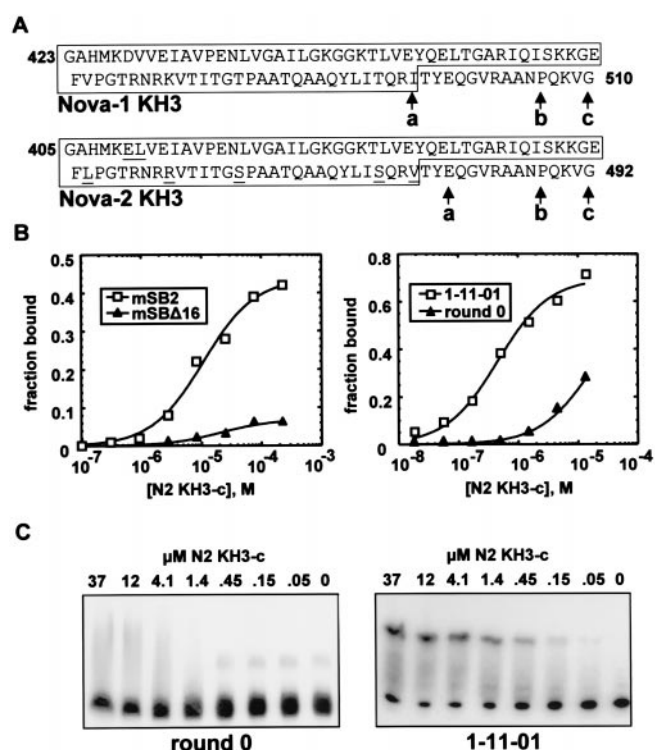 A
423 GAHMKDVVEIAVPENLVGAILGKGGKTLVEYQELTGARIQISKKGE
FVPGTRNRKVTITGTPAATQAAQYLITQRITYEQGVRAANPQKVG 510
Nova-1 KH3
a b c
405 GAHMKELVEIAVPENLVGAILGKGGKTLVEYQELTGARIQISKKGE
FLPGTRNRRVTITGSPAATQAAQYLISQRVTYEQGVRAANPQKVG 492
Nova-2 KH3
a b c
B
fraction bound
0.5
0.4
0.3
0.2
0.1
0
mSB2
mSBΔ16
10-7 10-6 10-5 10-4 10-3
[N2 KH3-c], M
fraction bound
0.8
0.6
0.4
0.2
0
1-11-01
round 0
10-8 10-7 10-6 10-5 10-4
[N2 KH3-c], M
C
µM N2 KH3-c
37 12 4.1 1.4 .45 .15 .05 0
round 0
µM N2 KH3-c
37 12 4.1 1.4 .45 .15 .05 0
1-11-01